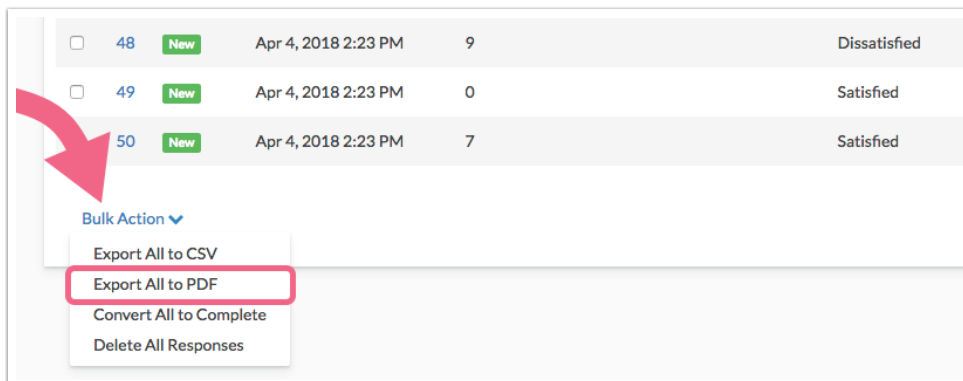 48 New Apr 4, 2018 2:23 PM 9 Dissatisfied
49 New Apr 4, 2018 2:23 PM 0 Satisfied
50 New Apr 4, 2018 2:23 PM 7 Satisfied
Bulk Action
Export All to CSV
Export All to PDF
Convert All to Complete
Delete All Responses